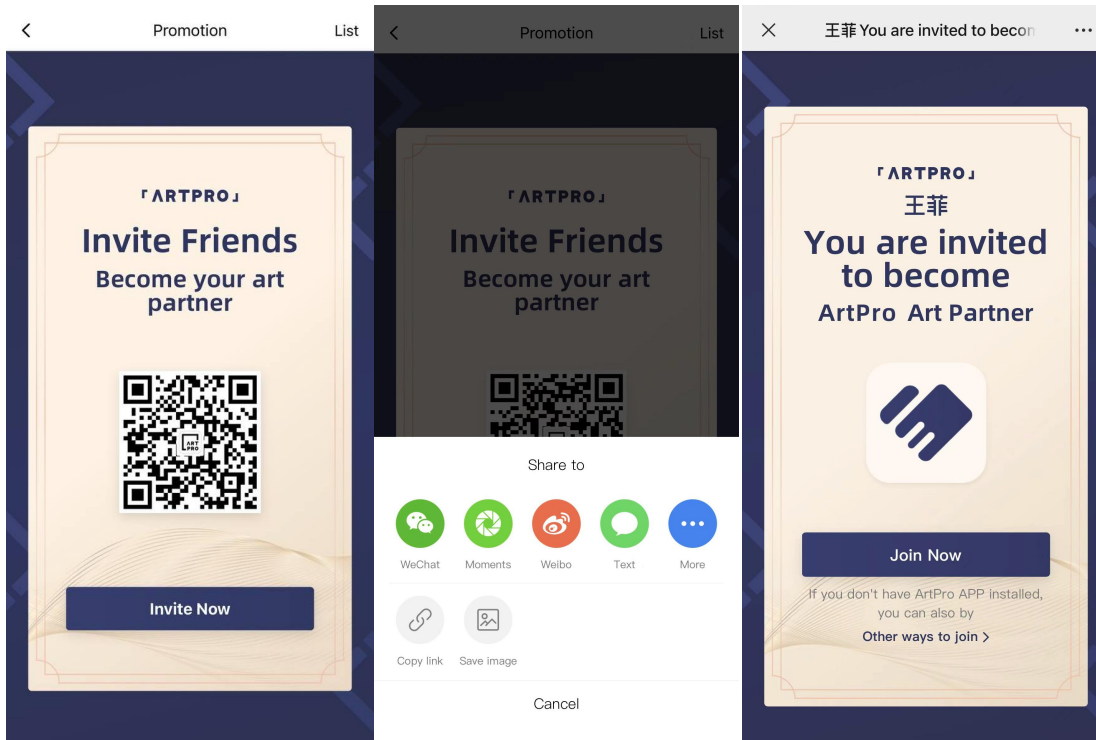 Promotion
List
「ARTPRO」
Invite Friends
Become your art
partner
ART
PRO
Invite Now
Promotion
List
「ARTPRO」
Invite Friends
Become your art
partner
Share to
WeChat
Moments
Weibo
Text
More
Copy link
Save image
Cancel
王菲 You are invited to becon
「ARTPRO」
王菲
You are invited
to become
ArtPro Art Partner
Join Now
If you don't have ArtPro APP installed,
you can also by
Other ways to join >